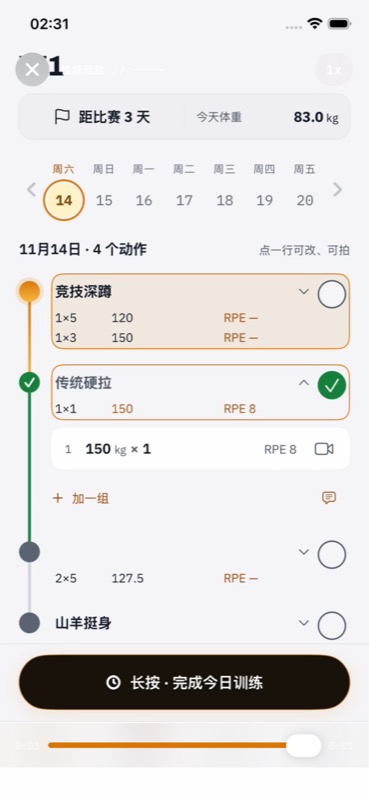 02:31
1
1x
距比赛 3 天 今天体重 83.0 kg
周六 周日 周一 周二 周三 周四 周五
14 15 16 17 18 19 20
11月14日 · 4 个动作 点一行可改、可拍
竞技深蹲
1×5 120 RPE —
1×3 150 RPE —
传统硬拉
1×1 150 RPE 8
1 150 kg × 1 RPE 8
+ 加一组
2×5 127.5 RPE —
山羊挺身
长按 · 完成今日训练